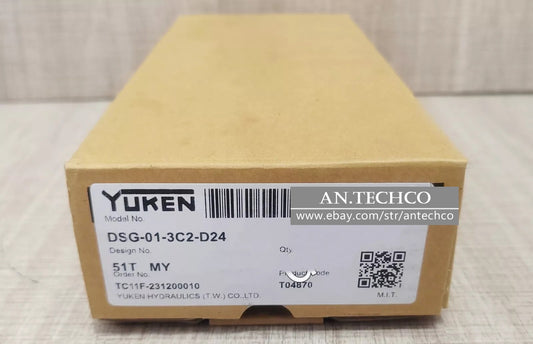 YUKEN
AN.TECHCO
www.ebay.com/str/antechco
Model No.
DSG-01-3C2-D24
Design No.
Qty.
51T MY
Order No.
Product Code
TC11F-231200010
T04870
YUKEN HYDRAULICS (T.W.) CO.,LTD.
M.I.T.